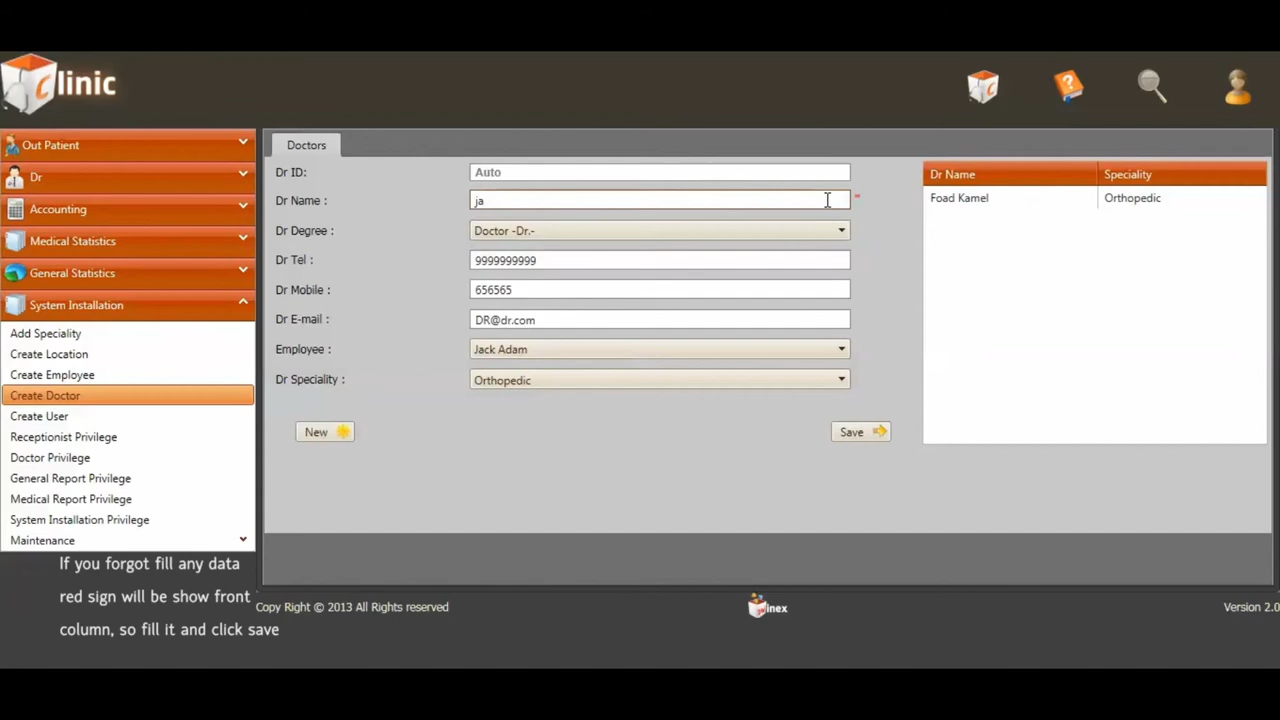 Clinic
Out Patient
Dr
Accounting
Medical Statistics
General Statistics
System Installation
Add Speciality
Create Location
Create Employee
Create Doctor
Create User
Receptionist Privilege
Doctor Privilege
General Report Privilege
Medical Report Privilege
System Installation Privilege
Maintenance
Doctors
Dr ID: Auto
Dr Name : ja *
Dr Degree : Doctor -Dr.-
Dr Tel : 9999999999
Dr Mobile : 656565
Dr E-mail : DR@dr.com
Employee : Jack Adam
Dr Speciality : Orthopedic
New Save
Dr Name Speciality
Foad Kamel Orthopedic
If you forgot fill any data
red sign will be show front
column, so fill it and click save
Copy Right © 2013 All Rights reserved
inex
Version 2.0